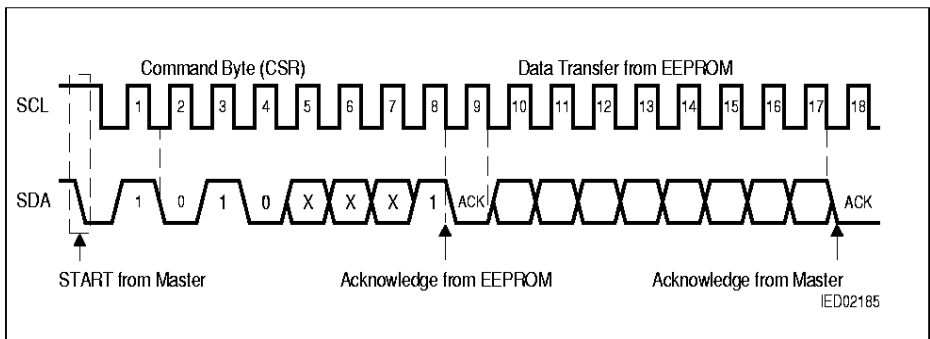 Command Byte (CSR) Data Transfer from EEPROM
SCL 1 2 3 4 5 6 7 8 9 10 11 12 13 14 15 16 17 18
SDA 1 0 1 0 X X X 1 ACK ACK
START from Master Acknowledge from EEPROM Acknowledge from Master
IED02185